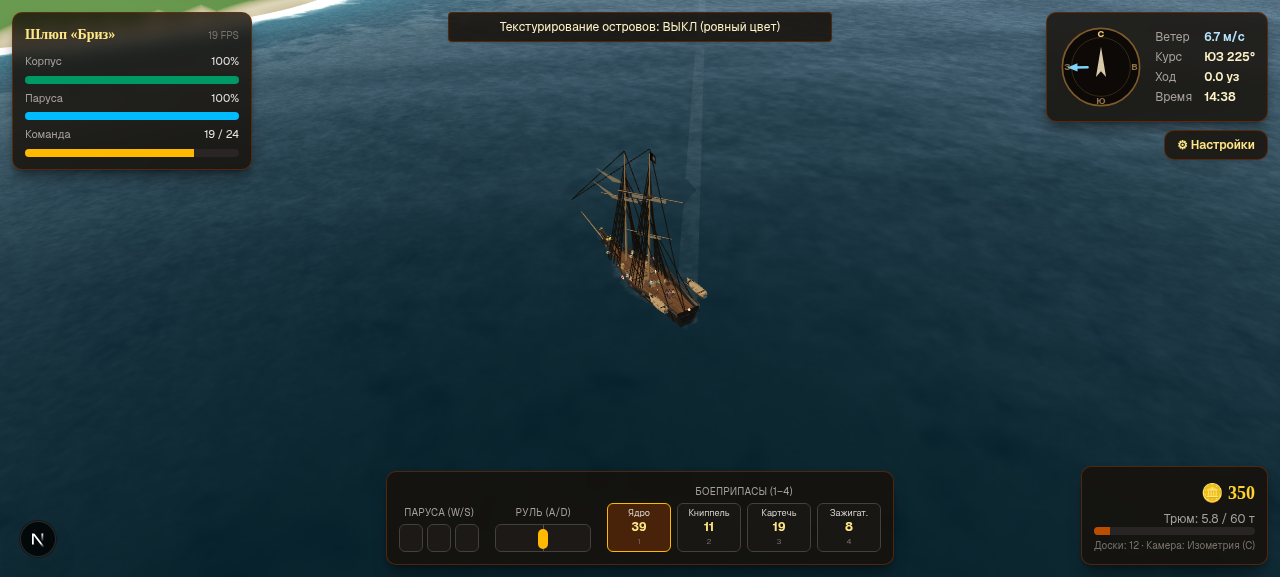 Шлюп «Бриз» 19 FPS
Корпус 100%
Паруса 100%
Команда 19 / 24
Текстурирование островов: ВЫКЛ (ровный цвет)
С
З В
Ю
Ветер 6.7 м/с
Курс ЮЗ 225°
Ход 0.0 уз
Время 14:38
⚙ Настройки
ПАРУСА (W/S)
РУЛЬ (A/D)
БОЕПРИПАСЫ (1–4)
Ядро Книппель Картечь Зажигат.
39 11 19 8
1 2 3 4
350
Трюм: 5.8 / 60 т
Доски: 12 · Камера: Изометрия (C)
N